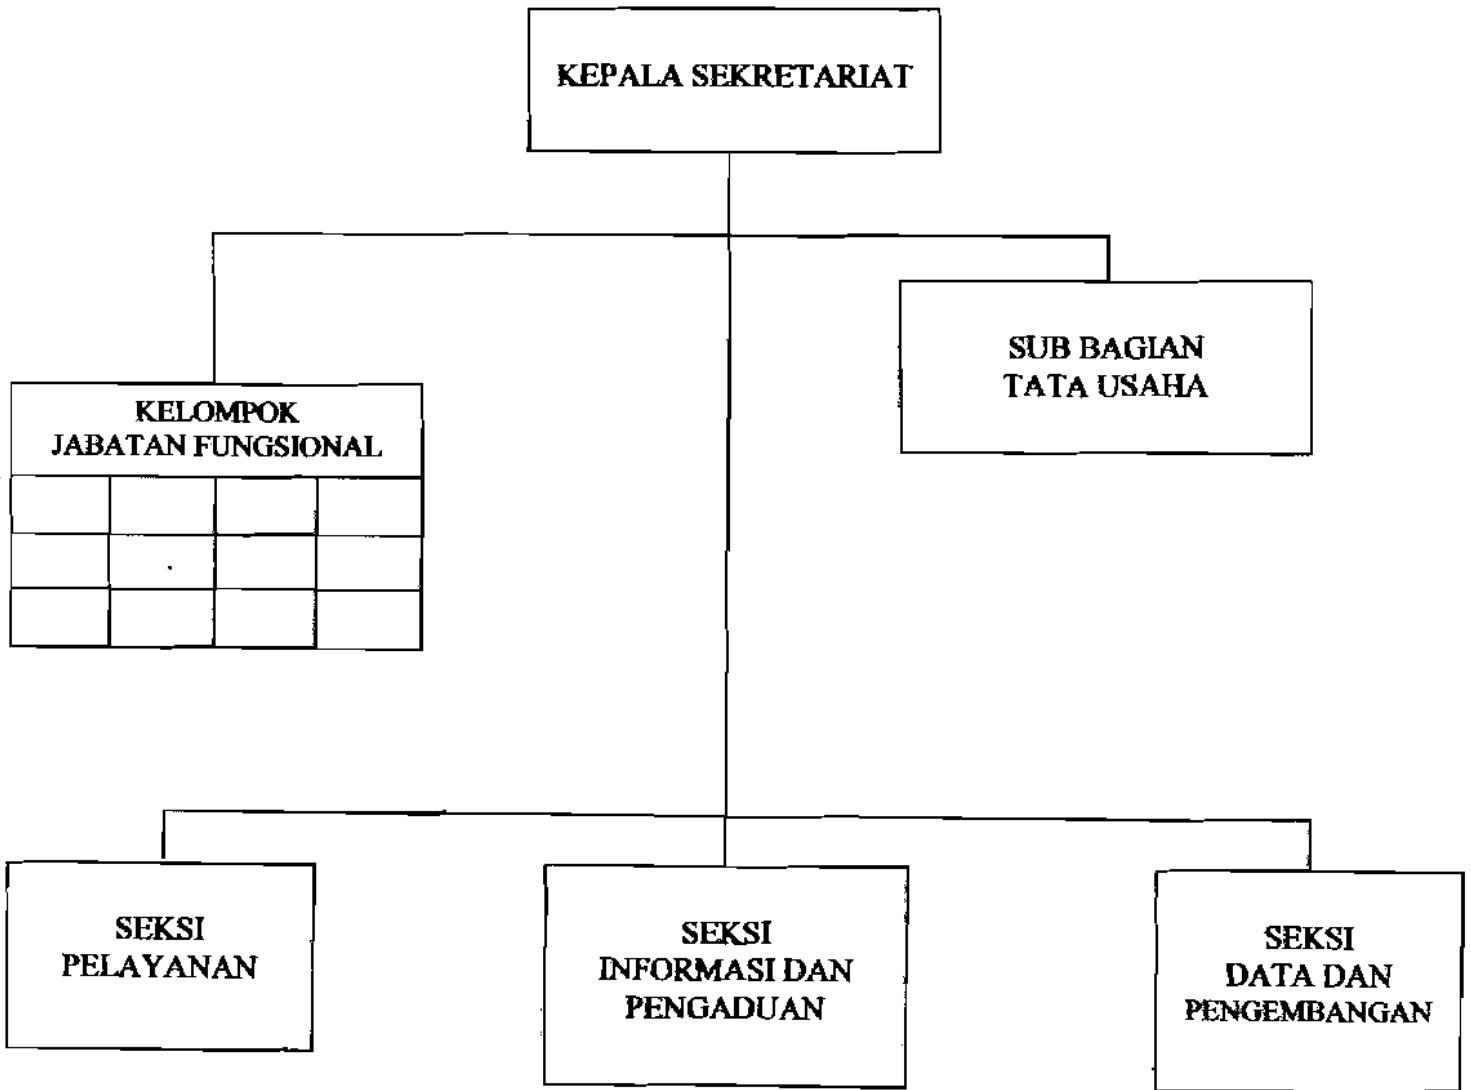 KEPALA SEKRETARIAT
SUB BAGIAN
TATA USAHA
KELOMPOK
JABATAN FUNGSIONAL
SEKSI
PELAYANAN
SEKSI
INFORMASI DAN
PENGADUAN
SEKSI
DATA DAN
PENGEMBANGAN